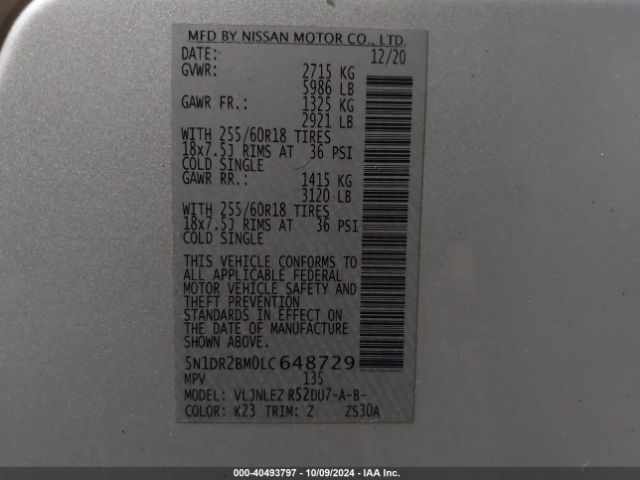 MFD BY NISSAN MOTOR CO., LTD.
DATE: 12/20
GVWR: 2715 KG
5986 LB
GAWR FR.: 1325 KG
2921 LB
WITH 255/60R18 TIRES
18x7.5J RIMS AT 36 PSI
COLD SINGLE
GAWR RR.: 1415 KG
3120 LB
WITH 255/60R18 TIRES
18x7.5J RIMS AT 36 PSI
COLD SINGLE
THIS VEHICLE CONFORMS TO
ALL APPLICABLE FEDERAL
MOTOR VEHICLE SAFETY AND
THEFT PREVENTION
STANDARDS IN EFFECT ON
THE DATE OF MANUFACTURE
SHOWN ABOVE.
5N1DR2BM0LC648729
MPV 135
MODEL: VLJNLEZ R52DU7-A-B-
COLOR: K23 TRIM: Z ZS30A
000-40493797 - 10/09/2024 - IAA Inc.